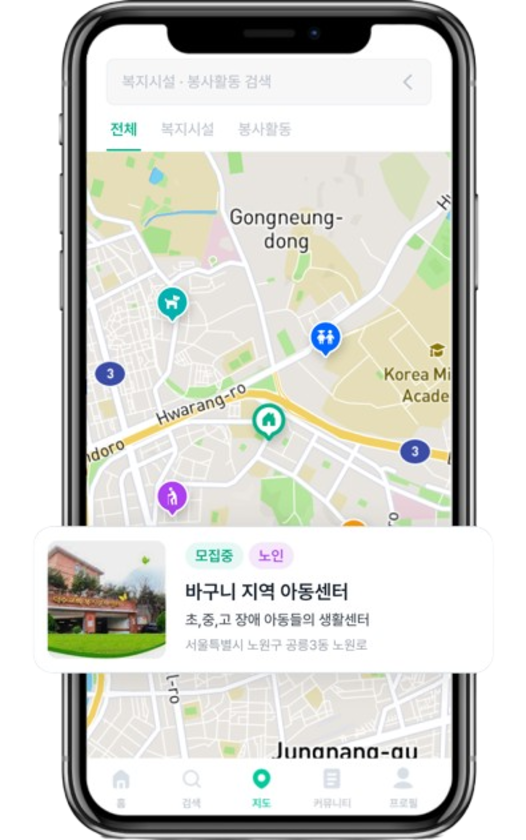 복지시설 · 봉사활동 검색
전체 복지시설 봉사활동
Gongneung-
dong
3
Korea Mi
Acade
Hwarang-ro
ndoro
3
모집중 노인
바구니 지역 아동센터
초,중,고 장애 아동들의 생활센터
서울특별시 노원구 공릉3동 노원로
l-ro
Jungnang-gu
홈 검색 지도 커뮤니티 프로필